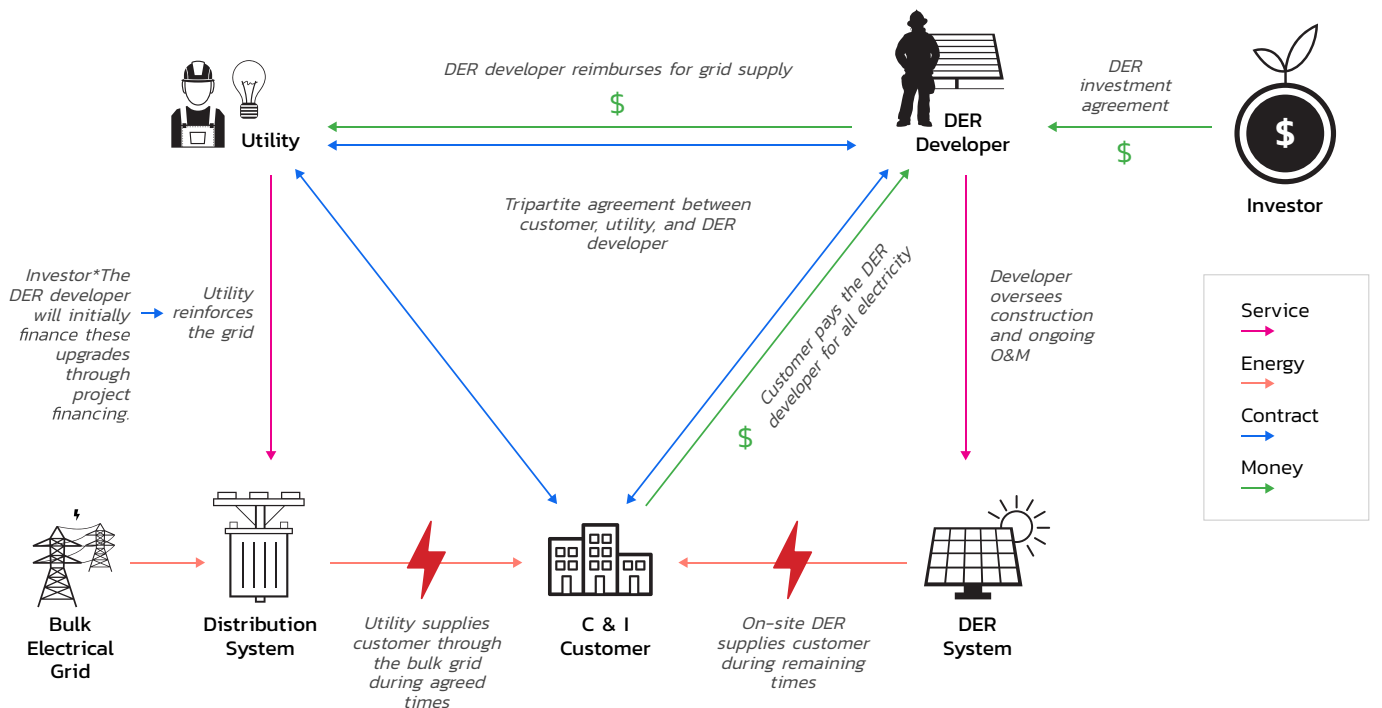 DER developer reimburses for grid supply
$
Utility
DER
Developer
DER
investment
agreement
$
$
Investor
Tripartite agreement between
customer, utility, and DER
developer
Investor*The
DER developer
will initially
finance these
upgrades
through
project
financing.
Utility
reinforces
the grid
Customer pays the DER
developer for all electricity
$
Developer
oversees
construction
and ongoing
O&M
Service
Energy
Contract
Money
Bulk
Electrical
Grid
Distribution
System
Utility supplies
customer through
the bulk grid
during agreed
times
C & I
Customer
On-site DER
supplies customer
during remaining
times
DER
System